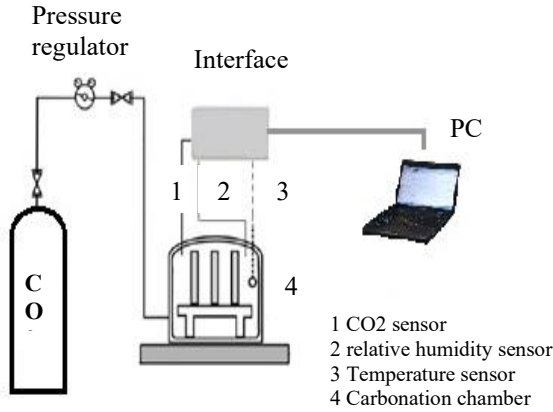 Pressure
regulator
Interface
PC
1
2
3
4
C
O
1 CO2 sensor
2 relative humidity sensor
3 Temperature sensor
4 Carbonation chamber